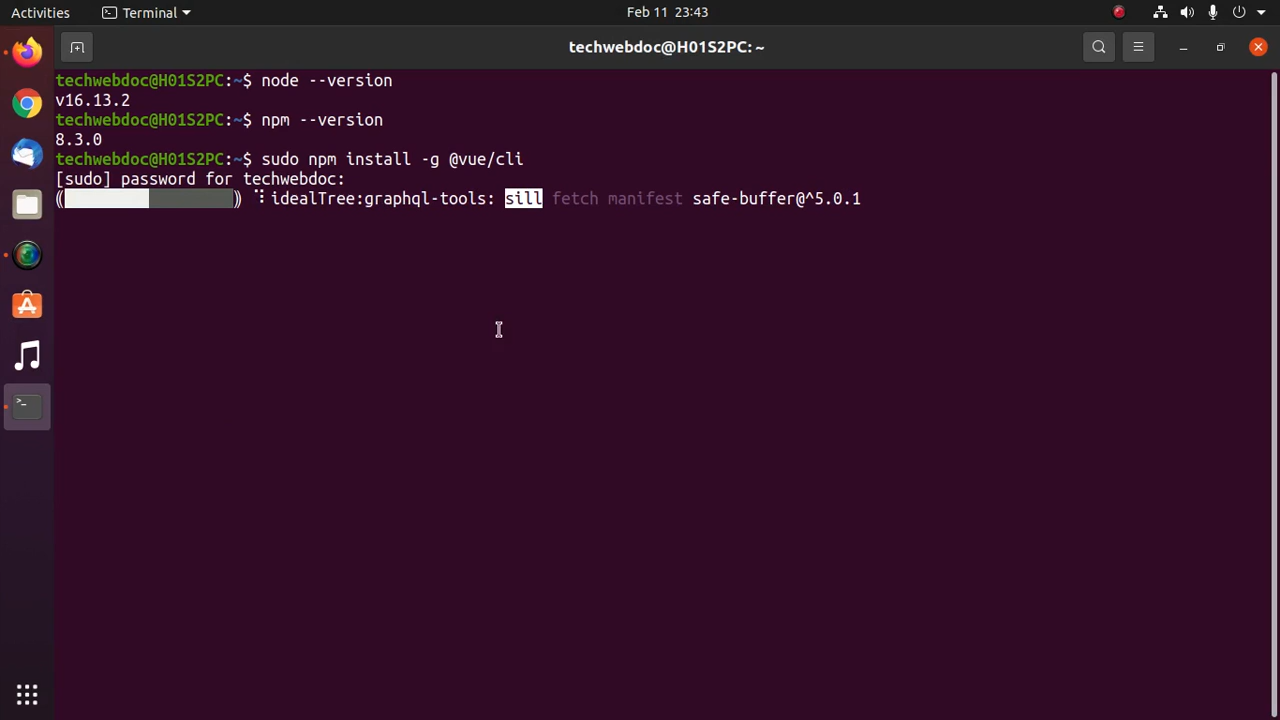 Activities
Terminal
Feb 11 23:43
techwebdoc@H01S2PC: ~
techwebdoc@H01S2PC:~$ node --version
v16.13.2
techwebdoc@H01S2PC:~$ npm --version
8.3.0
techwebdoc@H01S2PC:~$ sudo npm install -g @vue/cli
[sudo] password for techwebdoc:
idealTree:graphql-tools: sill fetch manifest safe-buffer@^5.0.1